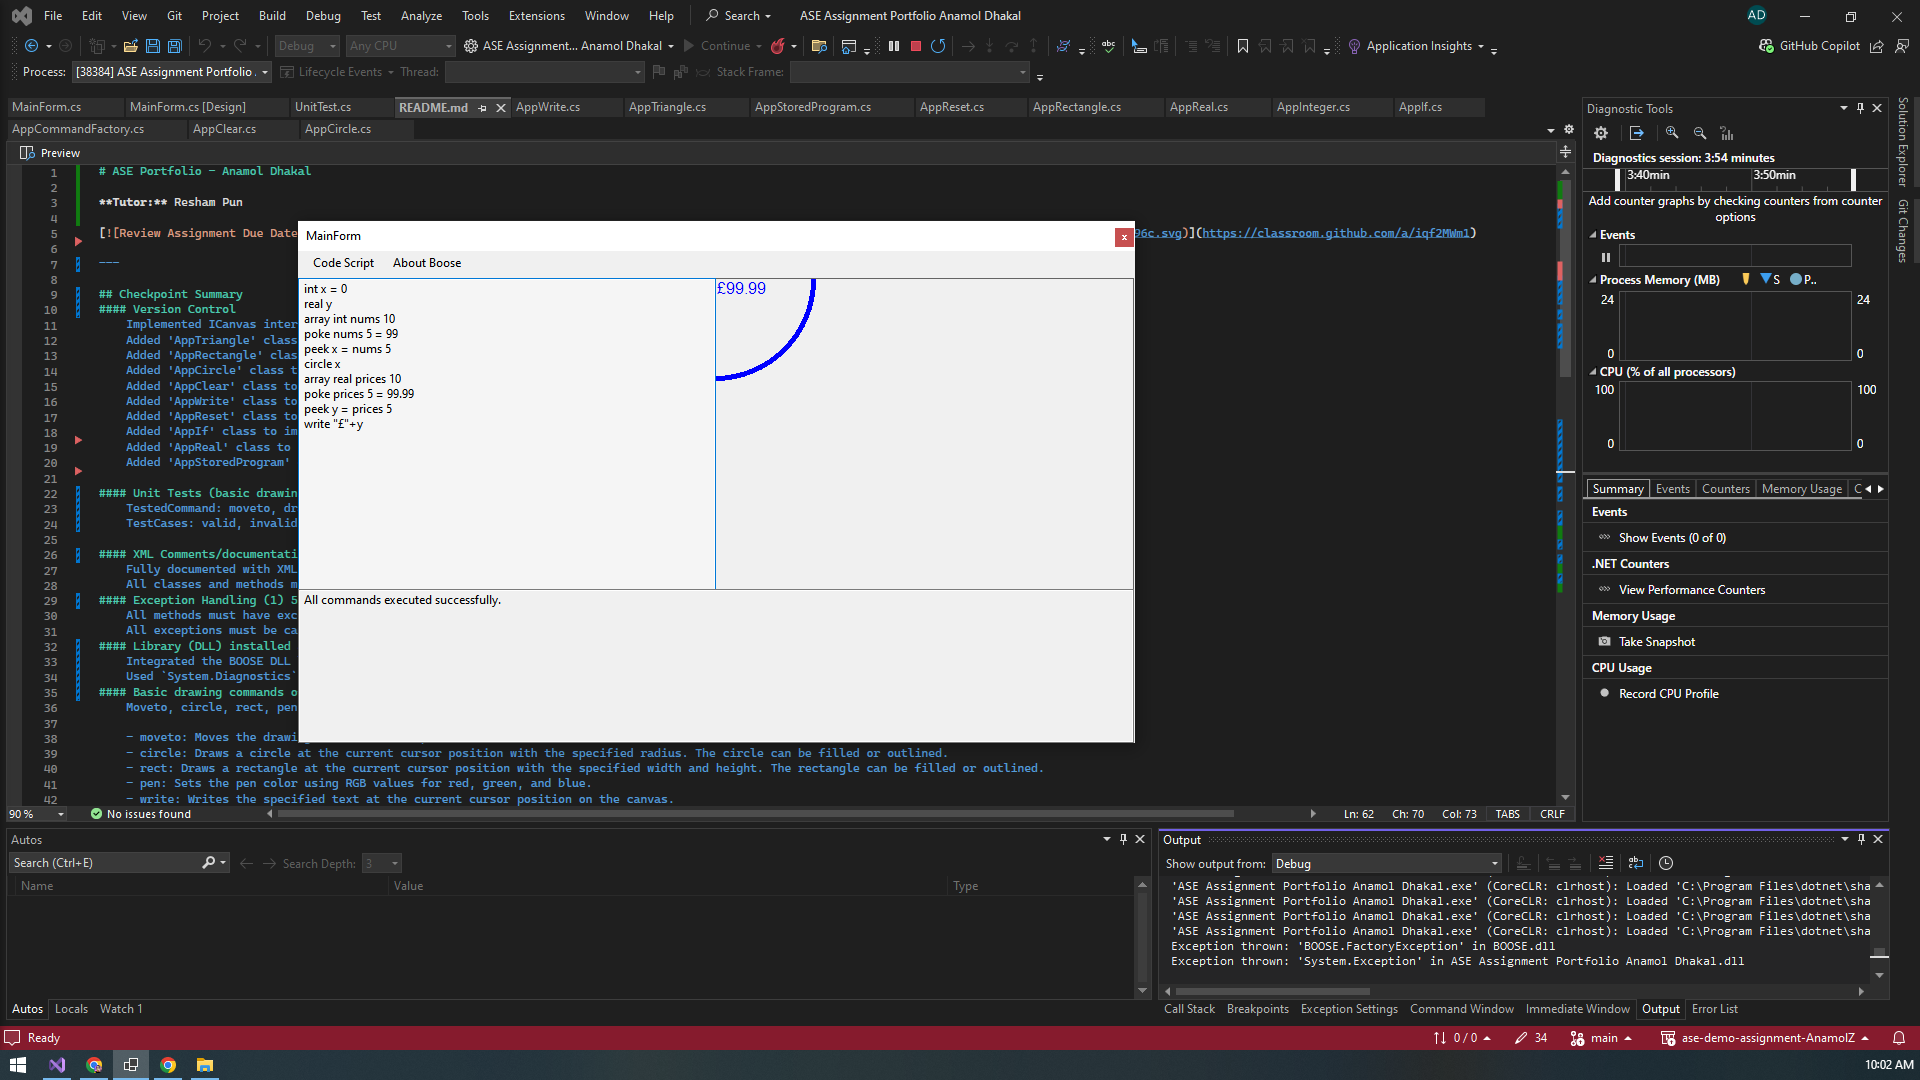 File Edit View Git Project Build Debug Test Analyze Tools Extensions Window Help Search ASE Assignment Portfolio Anamol Dhakal AD
Debug Any CPU ASE Assignment... Anamol Dhakal Continue Application Insights GitHub Copilot
Process: [38384] ASE Assignment Portfolio . Lifecycle Events Thread: Stack Frame:
MainForm.cs MainForm.cs [Design] UnitTest.cs README.md AppWrite.cs AppTriangle.cs AppStoredProgram.cs AppReset.cs AppRectangle.cs AppReal.cs AppInteger.cs AppIf.cs
AppCommandFactory.cs AppClear.cs AppCircle.cs
Preview
1 # ASE Portfolio - Anamol Dhakal
2
3 **Tutor:** Resham Pun
4
5 [![Review Assignment Due Date 96c.svg)](https://classroom.github.com/a/iqf2MWm1)
6
7 ---
8
9 ## Checkpoint Summary
10 #### Version Control
11 Implemented ICanvas inter
12 Added 'AppTriangle' class
13 Added 'AppRectangle' clas
14 Added 'AppCircle' class t
15 Added 'AppClear' class to
16 Added 'AppWrite' class to
17 Added 'AppReset' class to
18 Added 'AppIf' class to im
19 Added 'AppReal' class to
20 Added 'AppStoredProgram'
21
22 #### Unit Tests (basic drawin
23 TestedCommand: moveto, dr
24 TestCases: valid, invalid
25
26 #### XML Comments/documentati
27 Fully documented with XML
28 All classes and methods m
29 #### Exception Handling (1) 5
30 All methods must have exc
31 All exceptions must be ca
32 #### Library (DLL) installed
33 Integrated the BOOSE DLL
34 Used `System.Diagnostics`
35 #### Basic drawing commands o
36 Moveto, circle, rect, pen
37
38 - moveto: Moves the drawi
39 - circle: Draws a circle at the current cursor position with the specified radius. The circle can be filled or outlined.
40 - rect: Draws a rectangle at the current cursor position with the specified width and height. The rectangle can be filled or outlined.
41 - pen: Sets the pen color using RGB values for red, green, and blue.
42 - write: Writes the specified text at the current cursor position on the canvas.
MainForm x
Code Script About Boose
int x = 0
real y
array int nums 10
poke nums 5 = 99
peek x = nums 5
circle x
array real prices 10
poke prices 5 = 99.99
peek y = prices 5
write "£"+y
£99.99
All commands executed successfully.
90 % No issues found Ln: 62 Ch: 70 Col: 73 TABS CRLF
Diagnostic Tools
Diagnostics session: 3:54 minutes
3:40min 3:50min
Add counter graphs by checking counters from counter
options
Events
Process Memory (MB) S P..
24 24
0 0
CPU (% of all processors)
100 100
0 0
Summary Events Counters Memory Usage C
Events
Show Events (0 of 0)
.NET Counters
View Performance Counters
Memory Usage
Take Snapshot
CPU Usage
Record CPU Profile
Solution Explorer
Git Changes
Autos
Search (Ctrl+E) Search Depth: 3
Name Value Type
Autos Locals Watch 1
Output
Show output from: Debug
'ASE Assignment Portfolio Anamol Dhakal.exe' (CoreCLR: clrhost): Loaded 'C:\Program Files\dotnet\sha
'ASE Assignment Portfolio Anamol Dhakal.exe' (CoreCLR: clrhost): Loaded 'C:\Program Files\dotnet\sha
'ASE Assignment Portfolio Anamol Dhakal.exe' (CoreCLR: clrhost): Loaded 'C:\Program Files\dotnet\sha
'ASE Assignment Portfolio Anamol Dhakal.exe' (CoreCLR: clrhost): Loaded 'C:\Program Files\dotnet\sha
Exception thrown: 'BOOSE.FactoryException' in BOOSE.dll
Exception thrown: 'System.Exception' in ASE Assignment Portfolio Anamol Dhakal.dll
Call Stack Breakpoints Exception Settings Command Window Immediate Window Output Error List
Ready 0 / 0 34 main ase-demo-assignment-AnamolZ
10:02 AM